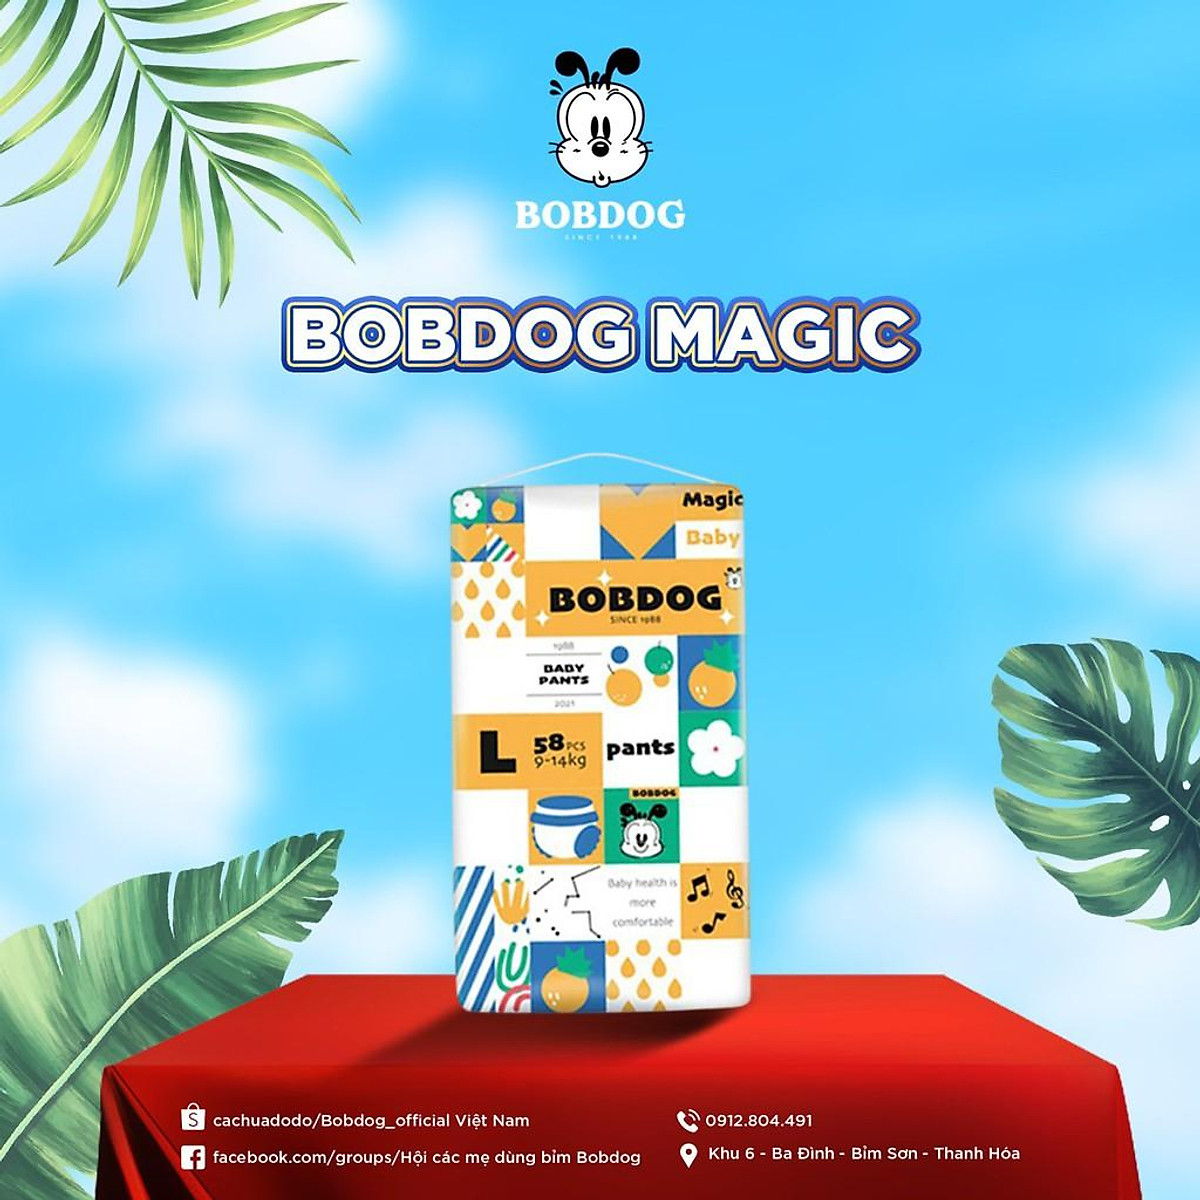 BOBDOG
SINCE 1988
BOBDOG MAGIC
Magic
Baby
BOBDOG
SINCE 1988
1988
BABY
PANTS
2021
L 58 PCS
9-14kg
pants
BOBDOG
Baby health is
more
comfortable
cachuadodo/Bobdog_official Việt Nam
0912.804.491
facebook.com/groups/Hội các mẹ dùng bỉm Bobdog
Khu 6 - Ba Đình - Bỉm Sơn - Thanh Hóa